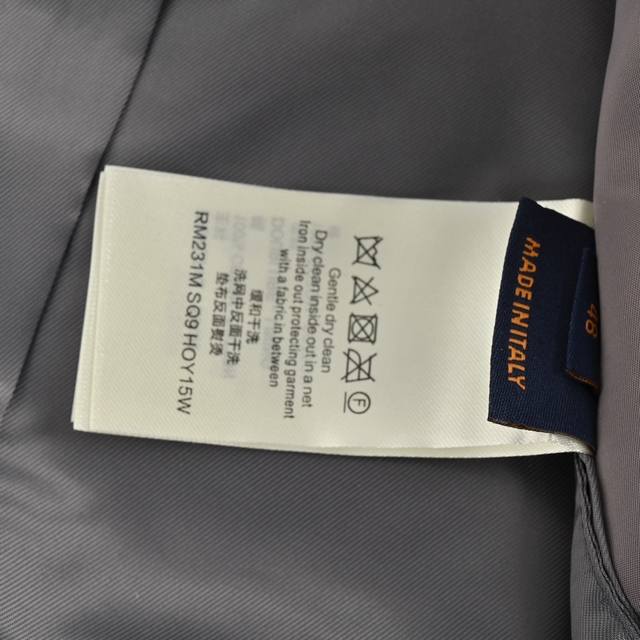 MADE IN ITALY
46
F
Gentle dry clean
Dry clean inside out in a net
Iron inside out protecting garment
with a fabric in between
缓和干洗
洗网中反面干洗
垫布反面熨烫
RM231M SQ9 HOY15W